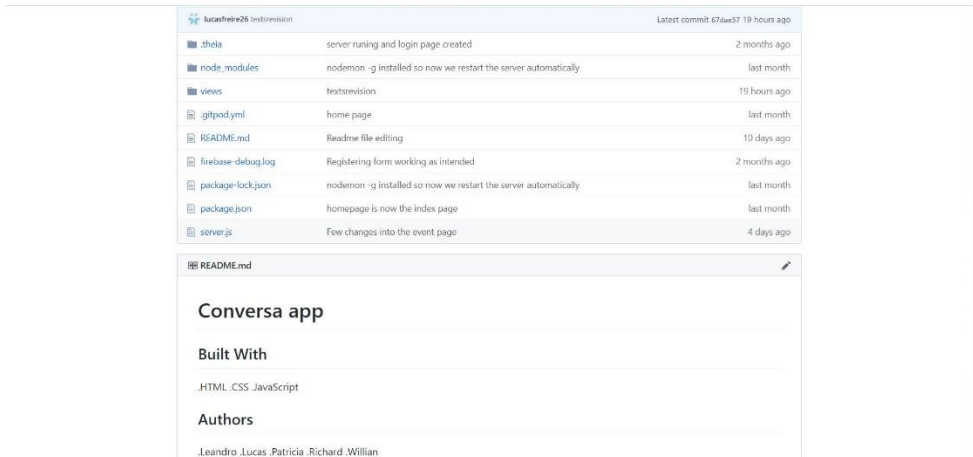 lucasfreire26 textsrevision Latest commit 67dae57 19 hours ago
.theia server runing and login page created 2 months ago
node_modules nodemon -g installed so now we restart the server automatically last month
views textsrevision 19 hours ago
.gitpod.yml home page last month
README.md Readme file editing 10 days ago
firebase-debug.log Registering form working as intended 2 months ago
package-lock.json nodemon -g installed so now we restart the server automatically last month
package.json homepage is now the index page last month
server.js Few changes into the event page 4 days ago
README.md
Conversa app
Built With
.HTML .CSS .JavaScript
Authors
.Leandro .Lucas .Patricia .Richard .Willian